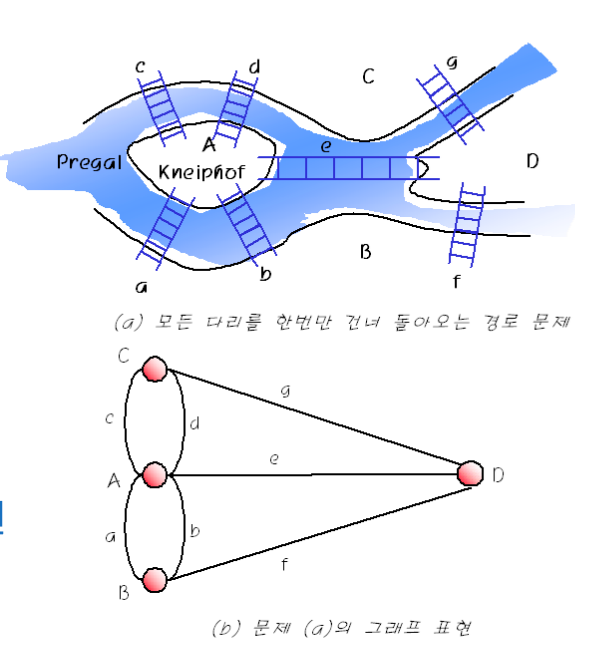 c d C g
A e
Pregal Kneiphof D
B
a b f
(a) 모든 다리를 한번만 건너 돌아오는 경로 문제
C
g
c d
e
A D
a b
f
B
(b) 문제 (a)의 그래프 표현